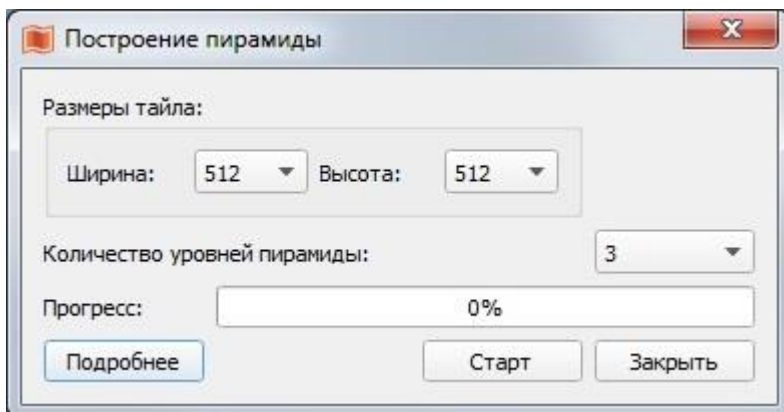 Построение пирамиды
Размеры тайла:
Ширина: 512 Высота: 512
Количество уровней пирамиды: 3
Прогресс: 0%
Подробнее Старт Закрыть